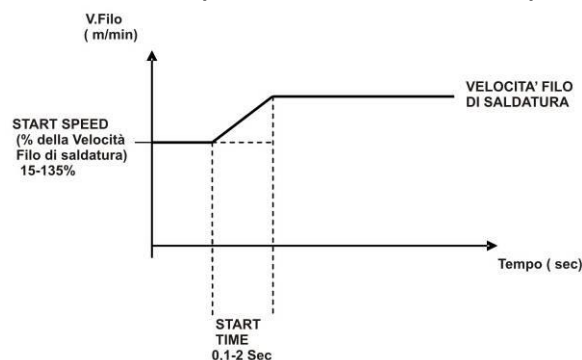 V.Filo
( m/min)
VELOCITA' FILO
DI SALDATURA
START SPEED
(% della Velocità
Filo di saldatura)
15-135%
Tempo ( sec)
START
TIME
0.1-2 Sec